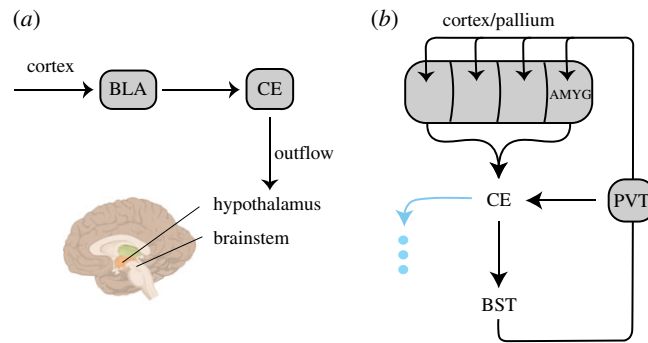 (a)
cortex
BLA
CE
outflow
hypothalamus
brainstem
(b)
cortex/pallium
AMYG
CE
PVT
BST